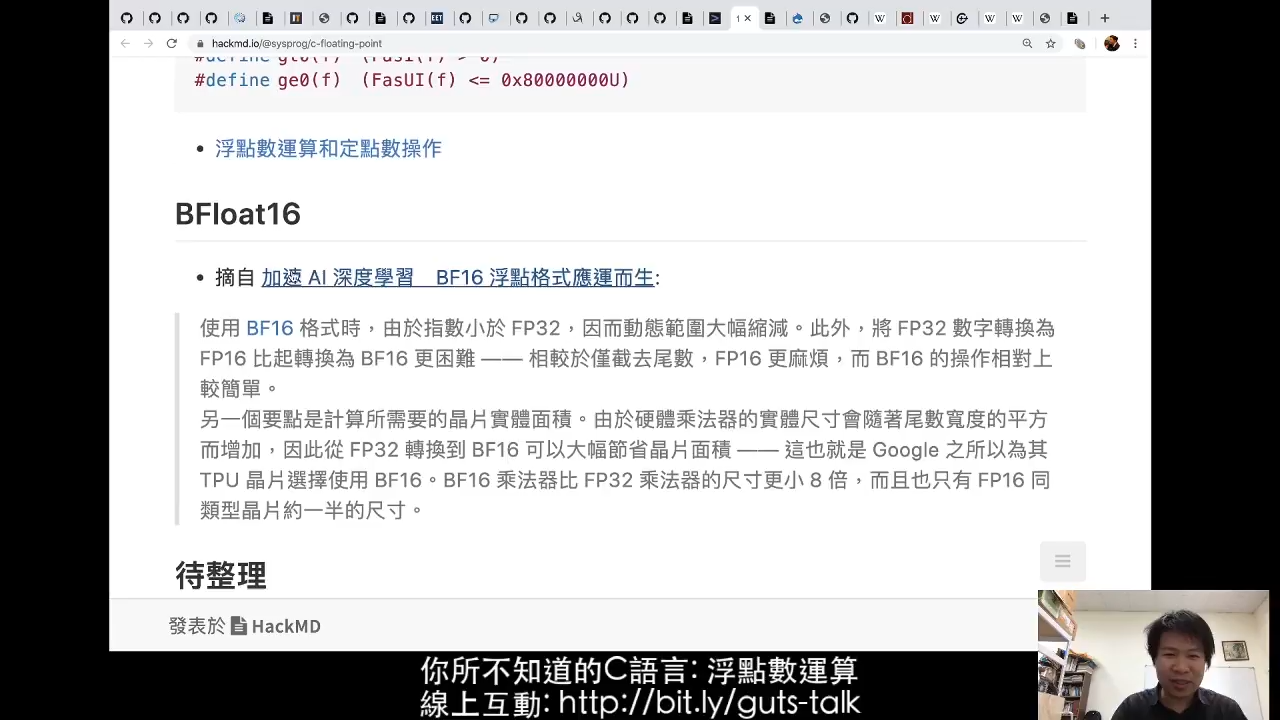 hackmd.io/@sysprog/c-floating-point
#define gt0(f) (FasI(f) > 0)
#define ge0(f) (FasUI(f) <= 0x80000000U)
浮點數運算和定點數操作
BFloat16
摘自 加遠 AI 深度學習 BF16 浮點格式應運而生:
使用 BF16 格式時，由於指數小於 FP32，因而動態範圍大幅縮減。此外，將 FP32 數字轉換為
FP16 比起轉換為 BF16 更困難 —— 相較於僅截去尾數，FP16 更麻煩，而 BF16 的操作相對上
較簡單。
另一個要點是計算所需要的晶片實體面積。由於硬體乘法器的實體尺寸會隨著尾數寬度的平方
而增加，因此從 FP32 轉換到 BF16 可以大幅節省晶片面積 —— 這也就是 Google 之所以為其
TPU 晶片選擇使用 BF16。BF16 乘法器比 FP32 乘法器的尺寸更小 8 倍，而且也只有 FP16 同
類型晶片約一半的尺寸。
待整理
發表於 HackMD
你所不知道的C語言: 浮點數運算
線上互動: http://bit.ly/guts-talk